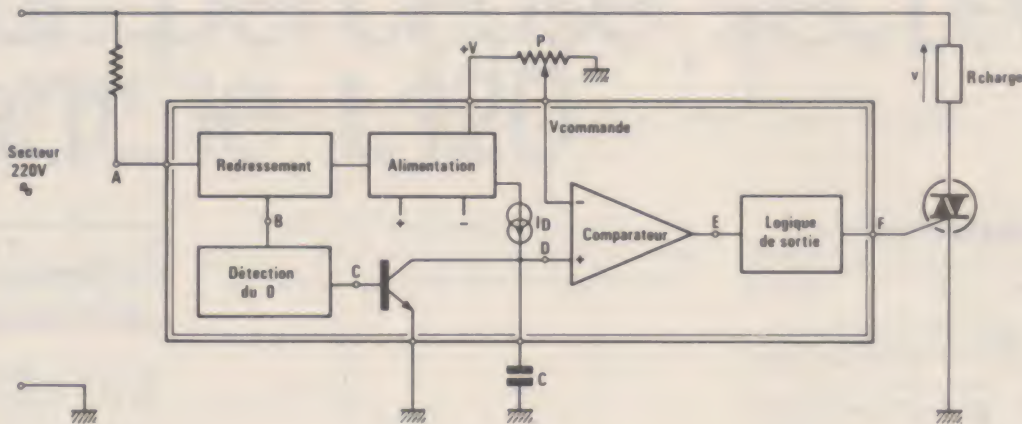 +V
P
v
Rcharge
Vcommande
Secteur
220V
A
Redressement
Alimentation
+
−
B
ID
D
−
+
Comparateur
E
Logique
de sortie
F
Détection
du 0
C
C